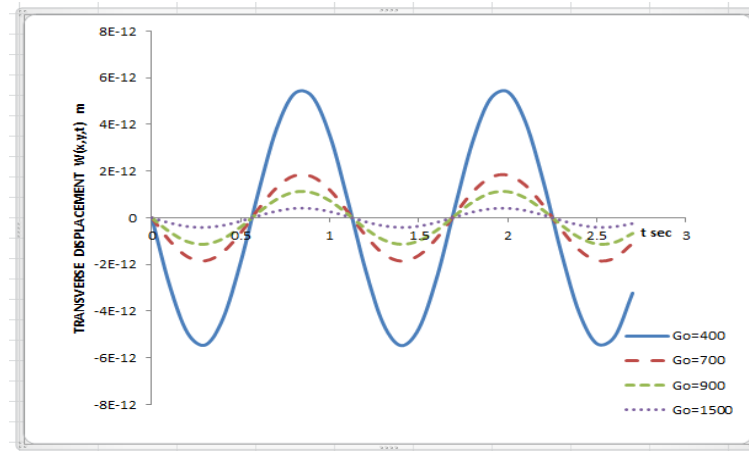 8E-12
6E-12
4E-12
2E-12
0
-2E-12
-4E-12
-6E-12
-8E-12
TRANSVERSE DISPLACEMENT W(x,y,t) m
0
0.5
1
1.5
2
2.5
3
t sec
Go=400
Go=700
Go=900
Go=1500